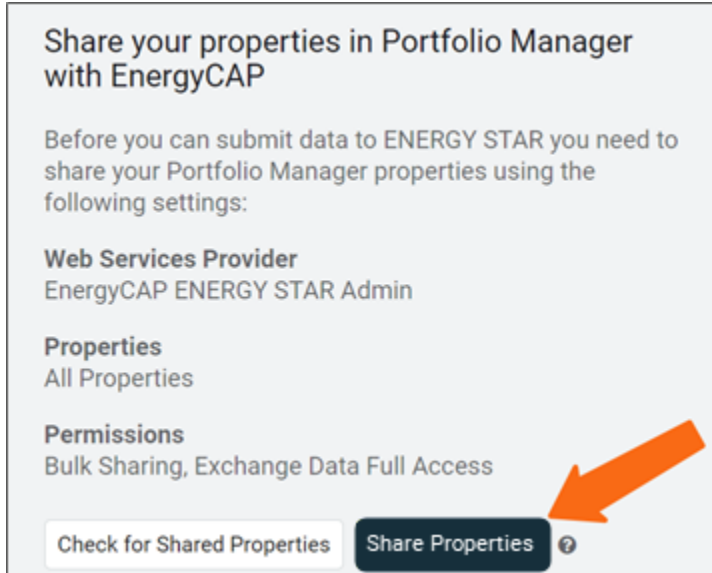 Share your properties in Portfolio Manager
with EnergyCAP
Before you can submit data to ENERGY STAR you need to
share your Portfolio Manager properties using the
following settings:
Web Services Provider
EnergyCAP ENERGY STAR Admin
Properties
All Properties
Permissions
Bulk Sharing, Exchange Data Full Access
Check for Shared Properties Share Properties ?